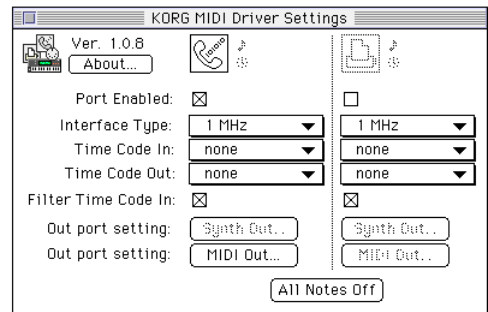 KORG MIDI Driver Settings
Ver. 1.0.8
About...
Port Enabled:
Interface Type: 1 MHz 1 MHz
Time Code In: none none
Time Code Out: none none
Filter Time Code In:
Out port setting: Synth Out.. Synth Out..
Out port setting: MIDI Out... MIDI Out..
All Notes Off